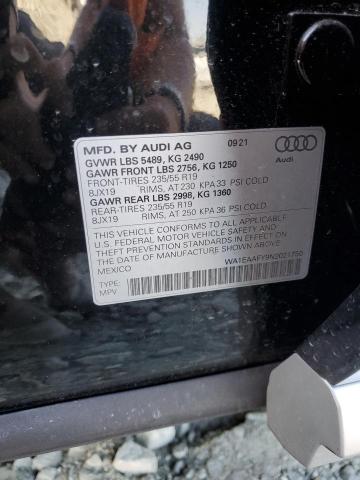 MFD. BY AUDI AG 09 21
GVWR LBS 5489, KG 2490
GAWR FRONT LBS 2756, KG 1250
FRONT-TIRES 235/55 R19
8JX19 RIMS, AT 230 KPA 33 PSI COLD
GAWR REAR LBS 2998, KG 1360
REAR-TIRES 235/55 R19
8JX19 RIMS, AT 250 KPA 36 PSI COLD
Audi
THIS VEHICLE CONFORMS TO ALL APPLICABLE
U.S. FEDERAL MOTOR VEHICLE SAFETY AND
THEFT PREVENTION STANDARDS IN EFFECT ON
THE DATE OF MANUFACTURE SHOWN ABOVE.
MEXICO
WA1EAAFY9N2021750
TYPE:
MPV